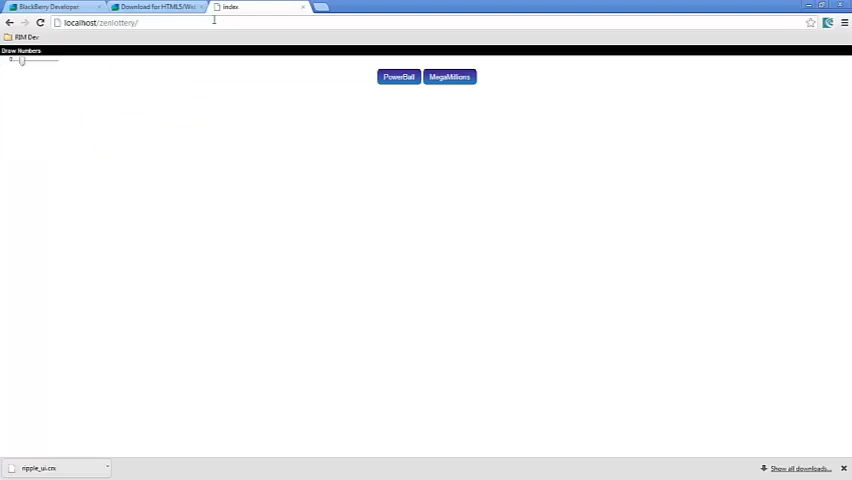 BlackBerry Developer
Download for HTML5/We
index
localhost/zenlottery/
RIM Dev
Draw Numbers
0
PowerBall
MegaMillions
ripple_ui.crx
Show all downloads...